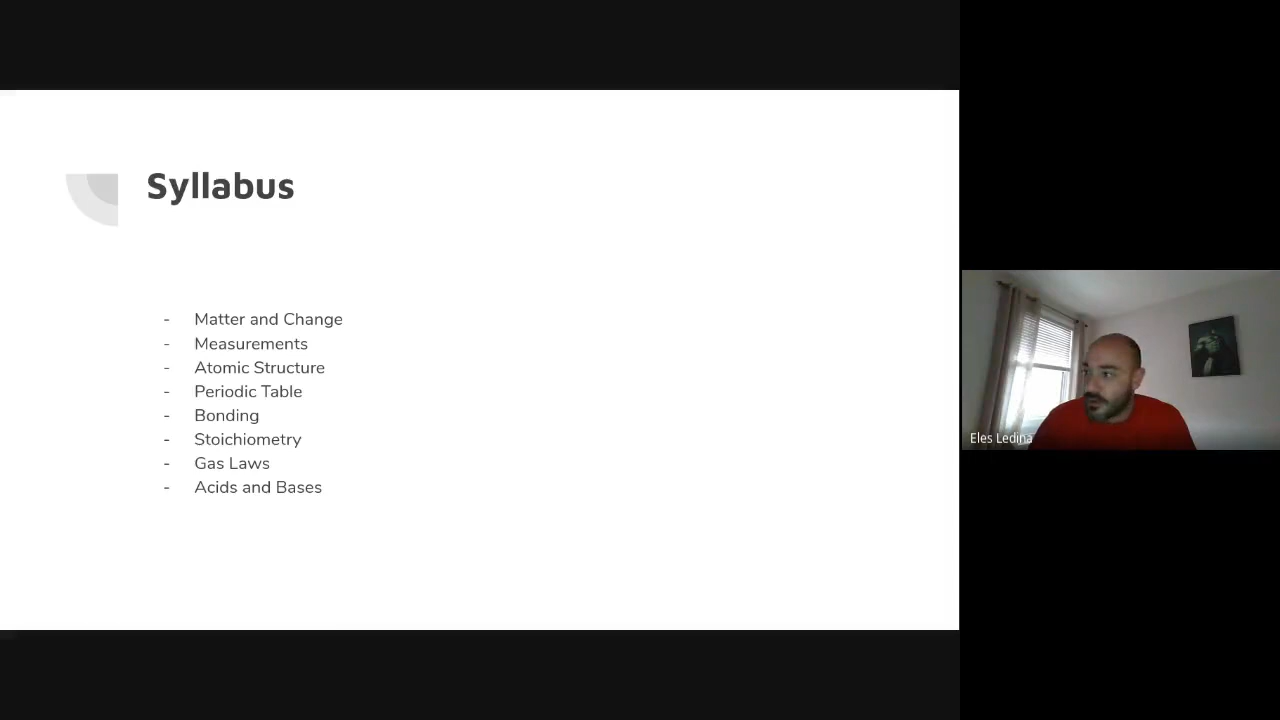 Syllabus
- Matter and Change
- Measurements
- Atomic Structure
- Periodic Table
- Bonding
- Stoichiometry
- Gas Laws
- Acids and Bases
Eles Ledina